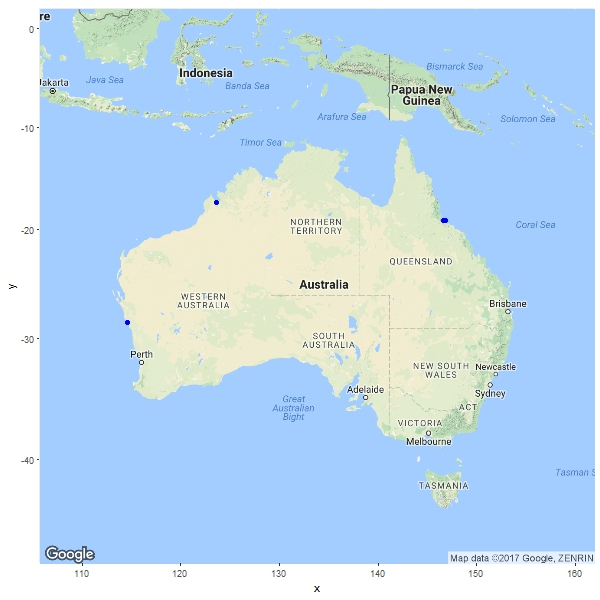 re
0
Jakarta
Java Sea
Indonesia
Banda Sea
Bismarck Sea
Papua New
Guinea
Solomon Sea
Arafura Sea
-10
Timor Sea
Coral Sea
-20
NORTHERN
TERRITORY
QUEENSLAND
Australia
WESTERN
AUSTRALIA
Brisbane
y
-30
SOUTH
AUSTRALIA
Perth
NEW SOUTH
WALES
Newcastle
Adelaide
Sydney
Great
Australian
Bight
ACT
VICTORIA
Melbourne
-40
Tasman S
TASMANIA
Google
Map data ©2017 Google, ZENRIN
110
120
130
140
150
160
x